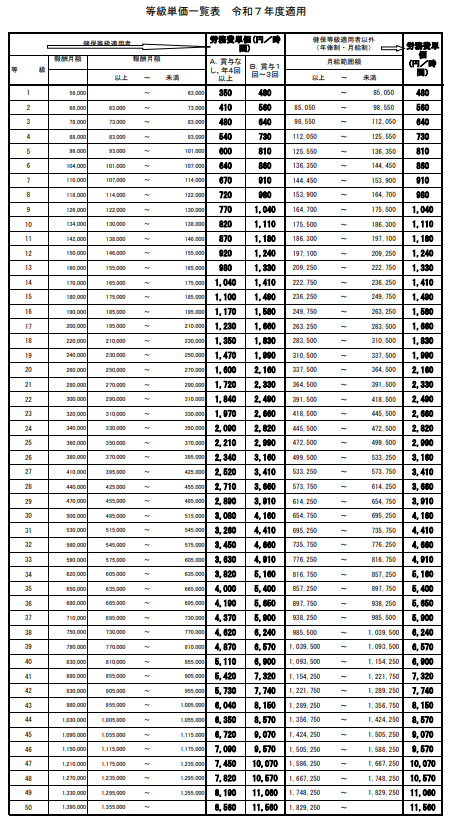 等級単価一覧表　令和７年度適用
健保等級適用者 労務費単価(円／時間) 健保等級適用者以外（年俸制・月給制） 労務費単価(円／時間)
等　級 報酬月額 報酬月額 A. 賞与なし、年4回以上 B. 賞与1回～3回 月給範囲額
以上 ～ 未満 以上 ～ 未満
1 58,000 ～ 63,000 350 480 ～ 85,050 480
2 68,000 63,000 ～ 73,000 410 560 85,050 ～ 98,550 560
3 78,000 73,000 ～ 83,000 480 640 98,550 ～ 112,050 640
4 88,000 83,000 ～ 93,000 540 730 112,050 ～ 125,550 730
5 98,000 93,000 ～ 101,000 600 810 125,550 ～ 136,350 810
6 104,000 101,000 ～ 107,000 640 860 136,350 ～ 144,450 860
7 110,000 107,000 ～ 114,000 670 910 144,450 ～ 153,900 910
8 118,000 114,000 ～ 122,000 720 980 153,900 ～ 164,700 980
9 126,000 122,000 ～ 130,000 770 1,040 164,700 ～ 175,500 1,040
10 134,000 130,000 ～ 138,000 820 1,110 175,500 ～ 186,300 1,110
11 142,000 138,000 ～ 146,000 870 1,180 186,300 ～ 197,100 1,180
12 150,000 146,000 ～ 155,000 920 1,240 197,100 ～ 209,250 1,240
13 160,000 155,000 ～ 165,000 980 1,330 209,250 ～ 222,750 1,330
14 170,000 165,000 ～ 175,000 1,040 1,410 222,750 ～ 236,250 1,410
15 180,000 175,000 ～ 185,000 1,100 1,490 236,250 ～ 249,750 1,490
16 190,000 185,000 ～ 195,000 1,170 1,580 249,750 ～ 263,250 1,580
17 200,000 195,000 ～ 210,000 1,230 1,660 263,250 ～ 283,500 1,660
18 220,000 210,000 ～ 230,000 1,350 1,830 283,500 ～ 310,500 1,830
19 240,000 230,000 ～ 250,000 1,470 1,990 310,500 ～ 337,500 1,990
20 260,000 250,000 ～ 270,000 1,600 2,160 337,500 ～ 364,500 2,160
21 280,000 270,000 ～ 290,000 1,720 2,330 364,500 ～ 391,500 2,330
22 300,000 290,000 ～ 310,000 1,840 2,490 391,500 ～ 418,500 2,490
23 320,000 310,000 ～ 330,000 1,970 2,660 418,500 ～ 445,500 2,660
24 340,000 330,000 ～ 350,000 2,090 2,820 445,500 ～ 472,500 2,820
25 360,000 350,000 ～ 370,000 2,210 2,990 472,500 ～ 499,500 2,990
26 380,000 370,000 ～ 395,000 2,340 3,160 499,500 ～ 533,250 3,160
27 410,000 395,000 ～ 425,000 2,520 3,410 533,250 ～ 573,750 3,410
28 440,000 425,000 ～ 455,000 2,710 3,660 573,750 ～ 614,250 3,660
29 470,000 455,000 ～ 485,000 2,890 3,910 614,250 ～ 654,750 3,910
30 500,000 485,000 ～ 515,000 3,080 4,160 654,750 ～ 695,250 4,160
31 530,000 515,000 ～ 545,000 3,260 4,410 695,250 ～ 735,750 4,410
32 560,000 545,000 ～ 575,000 3,450 4,660 735,750 ～ 776,250 4,660
33 590,000 575,000 ～ 605,000 3,630 4,910 776,250 ～ 816,750 4,910
34 620,000 605,000 ～ 635,000 3,820 5,160 816,750 ～ 857,250 5,160
35 650,000 635,000 ～ 665,000 4,000 5,400 857,250 ～ 897,750 5,400
36 680,000 665,000 ～ 695,000 4,190 5,650 897,750 ～ 938,250 5,650
37 710,000 695,000 ～ 730,000 4,370 5,900 938,250 ～ 985,500 5,900
38 750,000 730,000 ～ 770,000 4,620 6,240 985,500 ～ 1,039,500 6,240
39 790,000 770,000 ～ 810,000 4,870 6,570 1,039,500 ～ 1,093,500 6,570
40 830,000 810,000 ～ 855,000 5,110 6,900 1,093,500 ～ 1,154,250 6,900
41 880,000 855,000 ～ 905,000 5,420 7,320 1,154,250 ～ 1,221,750 7,320
42 930,000 905,000 ～ 955,000 5,730 7,740 1,221,750 ～ 1,289,250 7,740
43 980,000 955,000 ～ 1,005,000 6,040 8,150 1,289,250 ～ 1,356,750 8,150
44 1,030,000 1,005,000 ～ 1,055,000 6,350 8,570 1,356,750 ～ 1,424,250 8,570
45 1,090,000 1,055,000 ～ 1,115,000 6,720 9,070 1,424,250 ～ 1,505,250 9,070
46 1,150,000 1,115,000 ～ 1,175,000 7,090 9,570 1,505,250 ～ 1,586,250 9,570
47 1,210,000 1,175,000 ～ 1,235,000 7,450 10,070 1,586,250 ～ 1,667,250 10,070
48 1,270,000 1,235,000 ～ 1,295,000 7,820 10,570 1,667,250 ～ 1,748,250 10,570
49 1,330,000 1,295,000 ～ 1,355,000 8,190 11,060 1,748,250 ～ 1,829,250 11,060
50 1,390,000 1,355,000 ～ 8,560 11,560 1,829,250 ～ 11,560